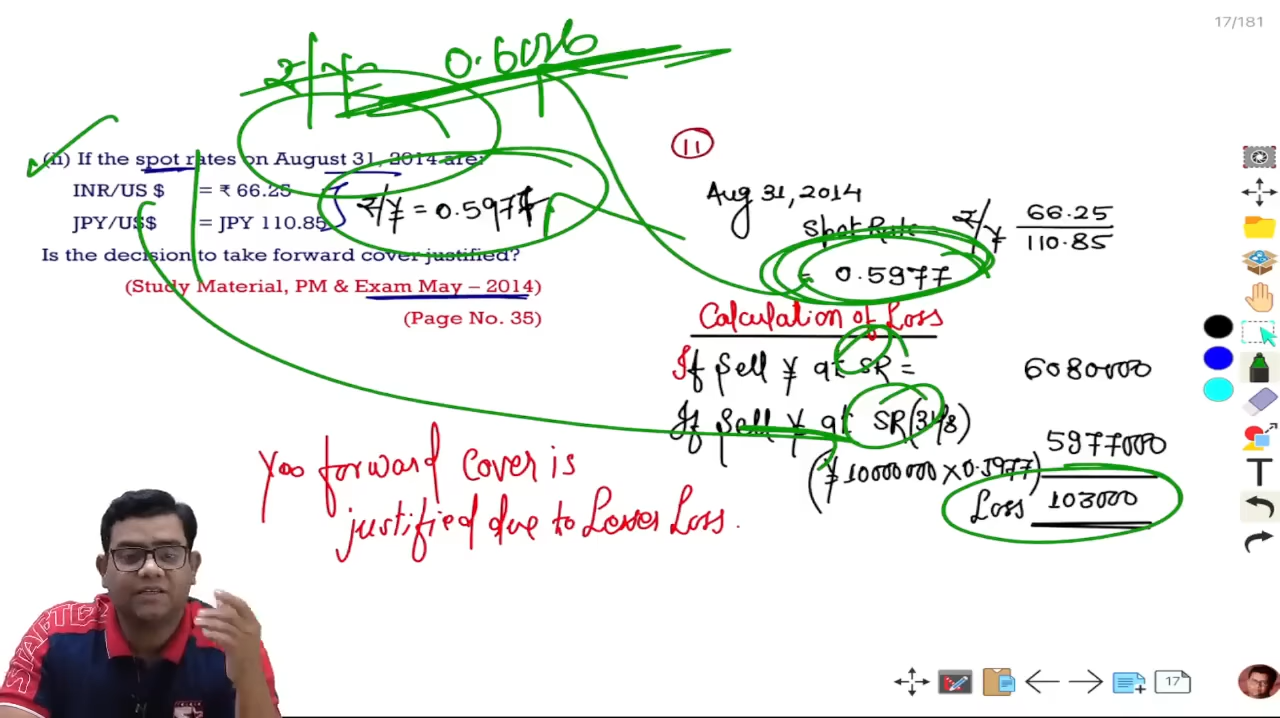 17/181
₹/¥ 0.6026
(ii) If the spot rates on August 31, 2014 are:
INR/US $ = ₹ 66.25
JPY/US$ = JPY 110.85
₹/¥ = 0.5977
Is the decision to take forward cover justified?
(Study Material, PM & Exam May – 2014)
(Page No. 35)
11
Aug 31, 2014
Spot Rate ₹/¥ 66.25
110.85
= 0.5977
Calculation of Loss
If Sell ¥ at SR = 6080000
If Sell ¥ at SR (31/8) 5977000
(¥ 10000000 × 0.5977)
Loss 103000
forward cover is
justified due to Lesser Loss.
17